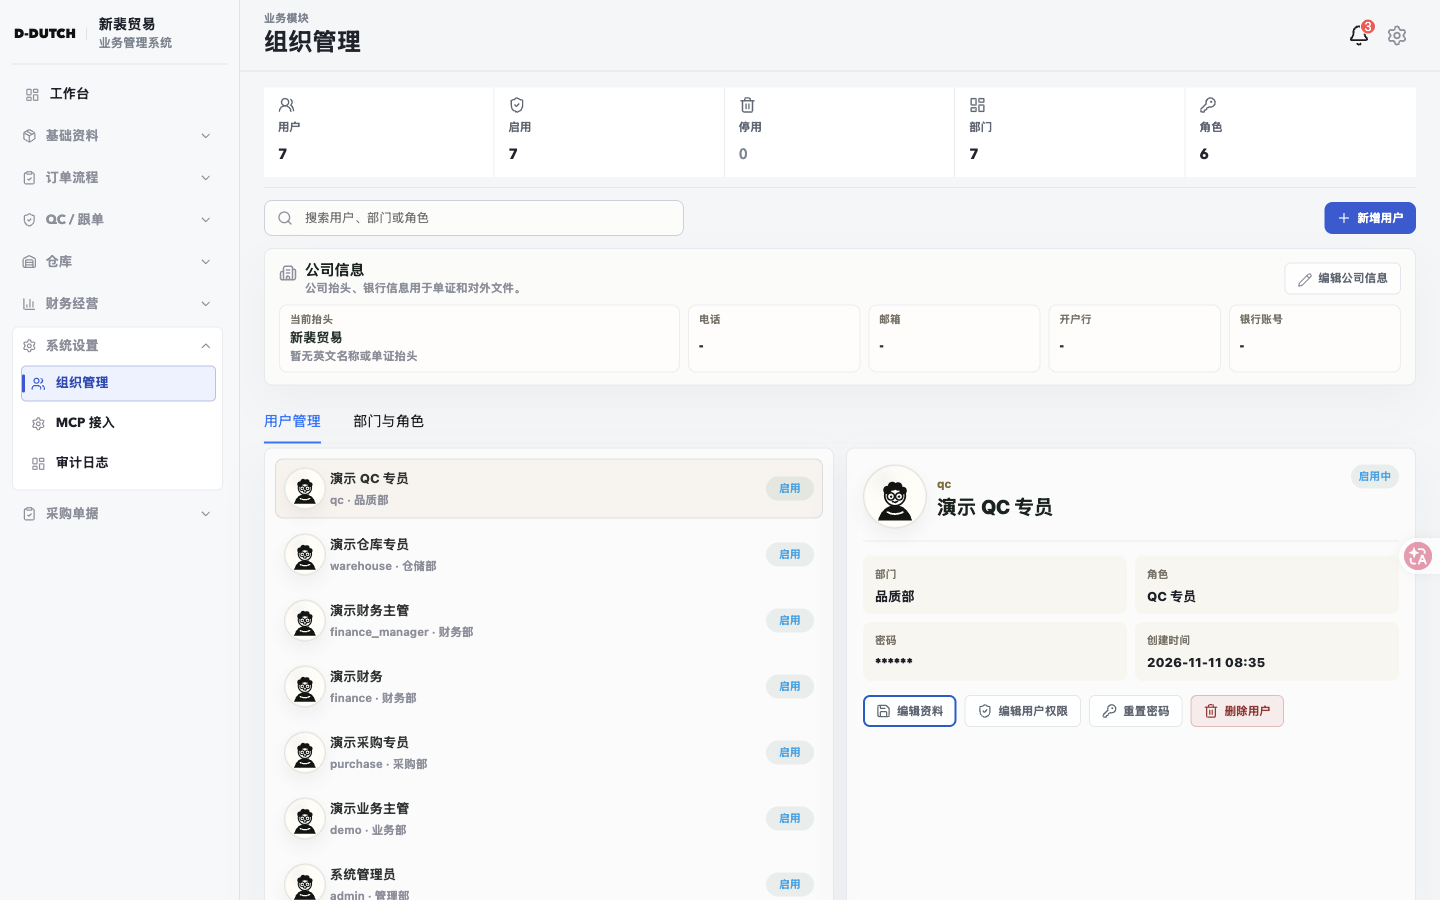 D-DUTCH
新裴贸易
业务管理系统
工作台
基础资料
订单流程
QC / 跟单
仓库
财务经营
系统设置
组织管理
MCP 接入
审计日志
采购单据
业务模块
组织管理
3
用户
7
启用
7
停用
0
部门
7
角色
6
搜索用户、部门或角色
新增用户
公司信息
公司抬头、银行信息用于单证和对外文件。
编辑公司信息
当前抬头
新裴贸易
暂无英文名称或单证抬头
电话
-
邮箱
-
开户行
-
银行账号
-
用户管理
部门与角色
演示 QC 专员
qc · 品质部
启用
演示仓库专员
warehouse · 仓储部
启用
演示财务主管
finance_manager · 财务部
启用
演示财务
finance · 财务部
启用
演示采购专员
purchase · 采购部
启用
演示业务主管
demo · 业务部
启用
系统管理员
admin · 管理部
启用
qc
演示 QC 专员
启用中
部门
品质部
角色
QC 专员
密码
******
创建时间
2026-11-11 08:35
编辑资料
编辑用户权限
重置密码
删除用户